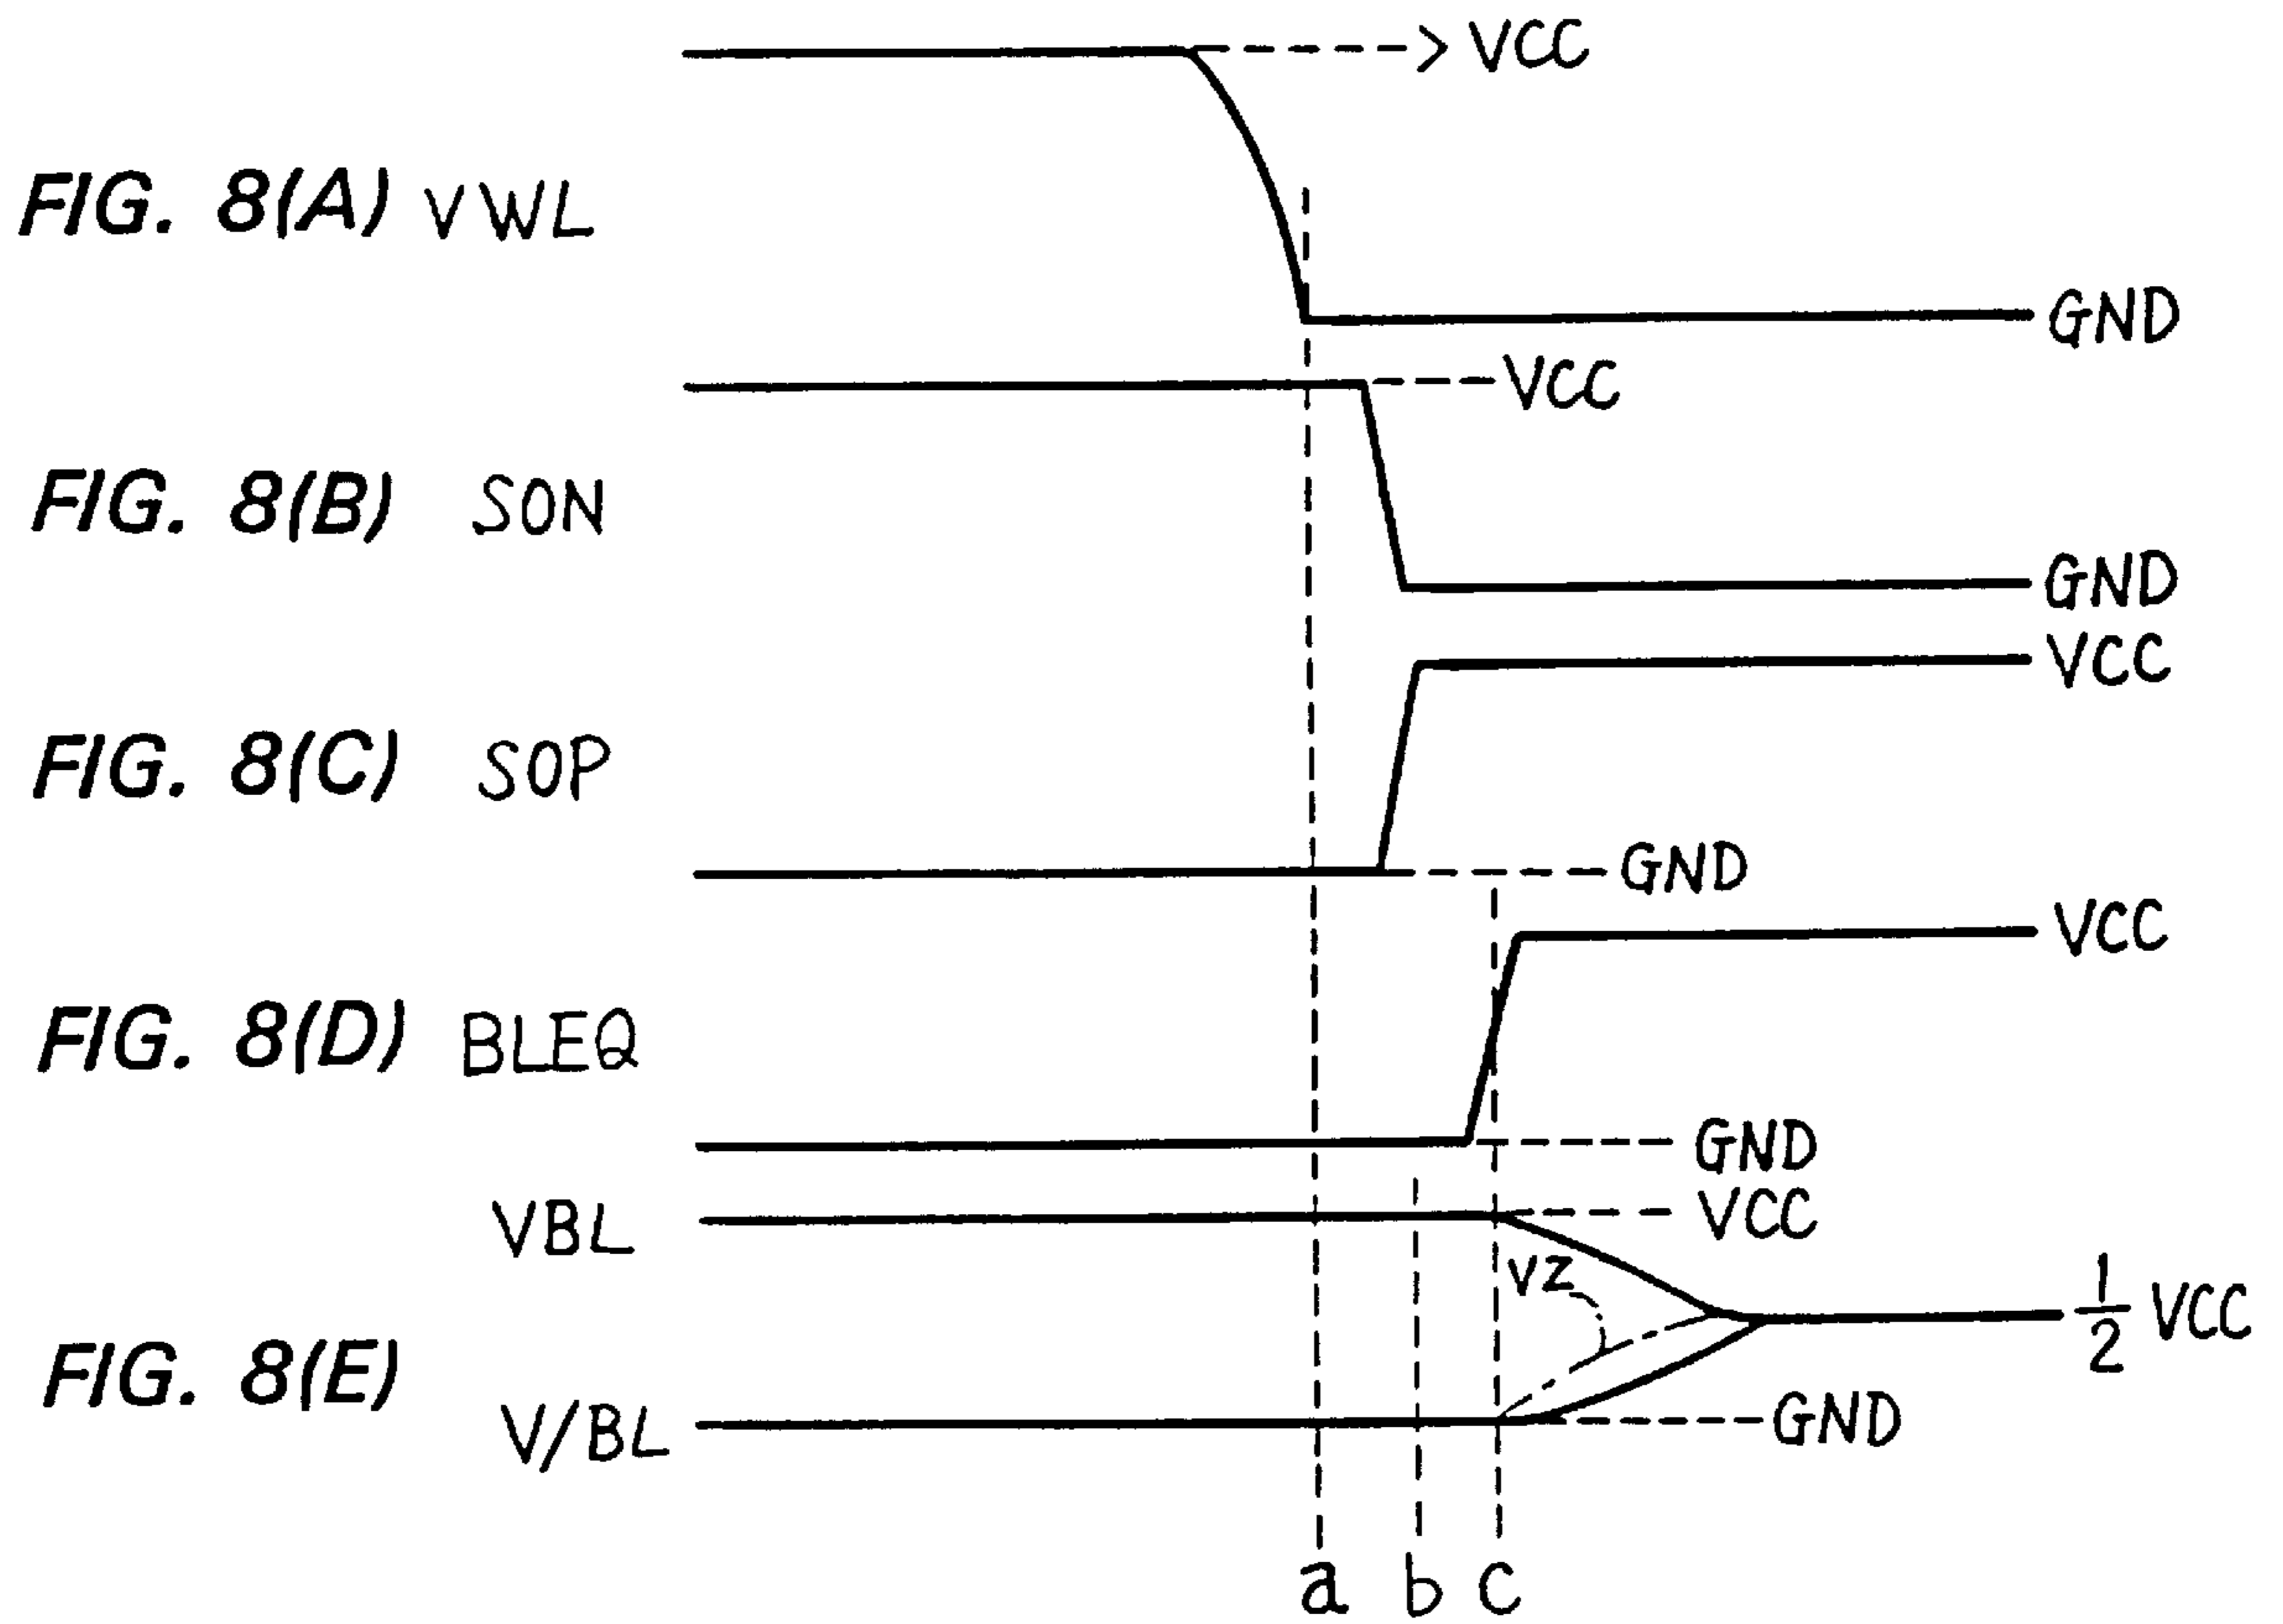 > VCC
FIG. 8(A) VWL
GND
VCC
FIG. 8(B) SON
GND
VCC
FIG. 8(C) SOP
GND
VCC
FIG. 8(D) BLEQ
GND
VBL
VCC
VZ
1/2 VCC
FIG. 8(E)
V/BL
GND
a b c